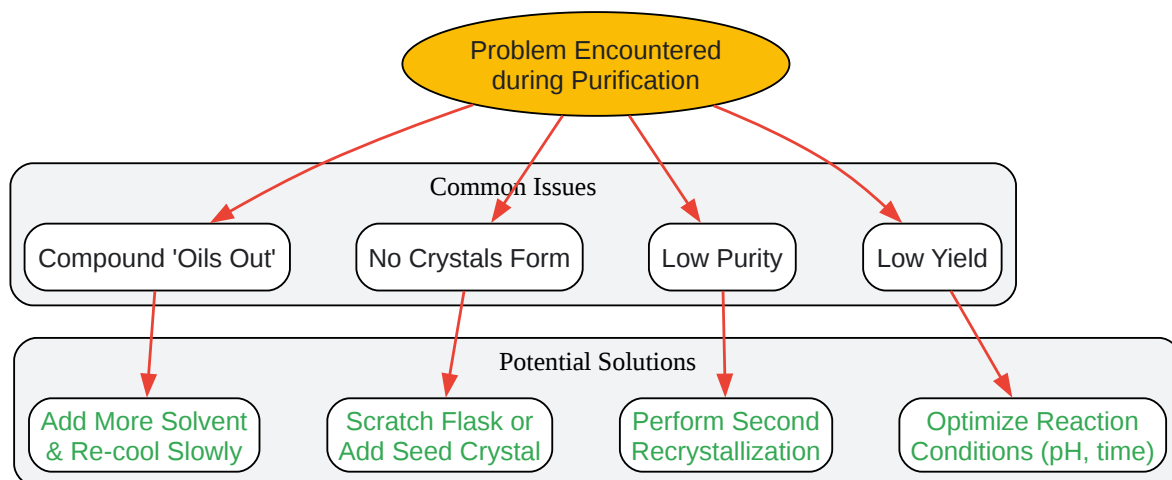 Problem Encountered
during Purification
Common Issues
Compound 'Oils Out'
No Crystals Form
Low Purity
Low Yield
Potential Solutions
Add More Solvent
& Re-cool Slowly
Scratch Flask or
Add Seed Crystal
Perform Second
Recrystallization
Optimize Reaction
Conditions (pH, time)